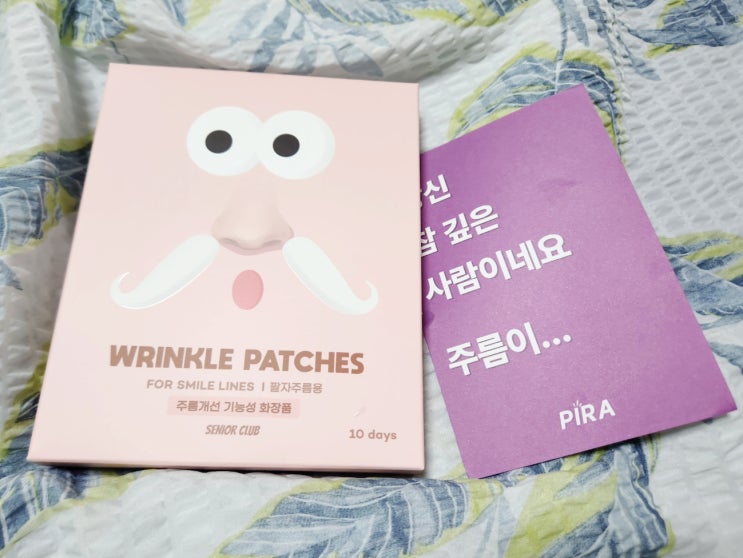 WRINKLE PATCHES
FOR SMILE LINES | 팔자주름용
주름개선 기능성 화장품
SENIOR CLUB
10 days
깊은
사람이네요
주름이...
PIRA